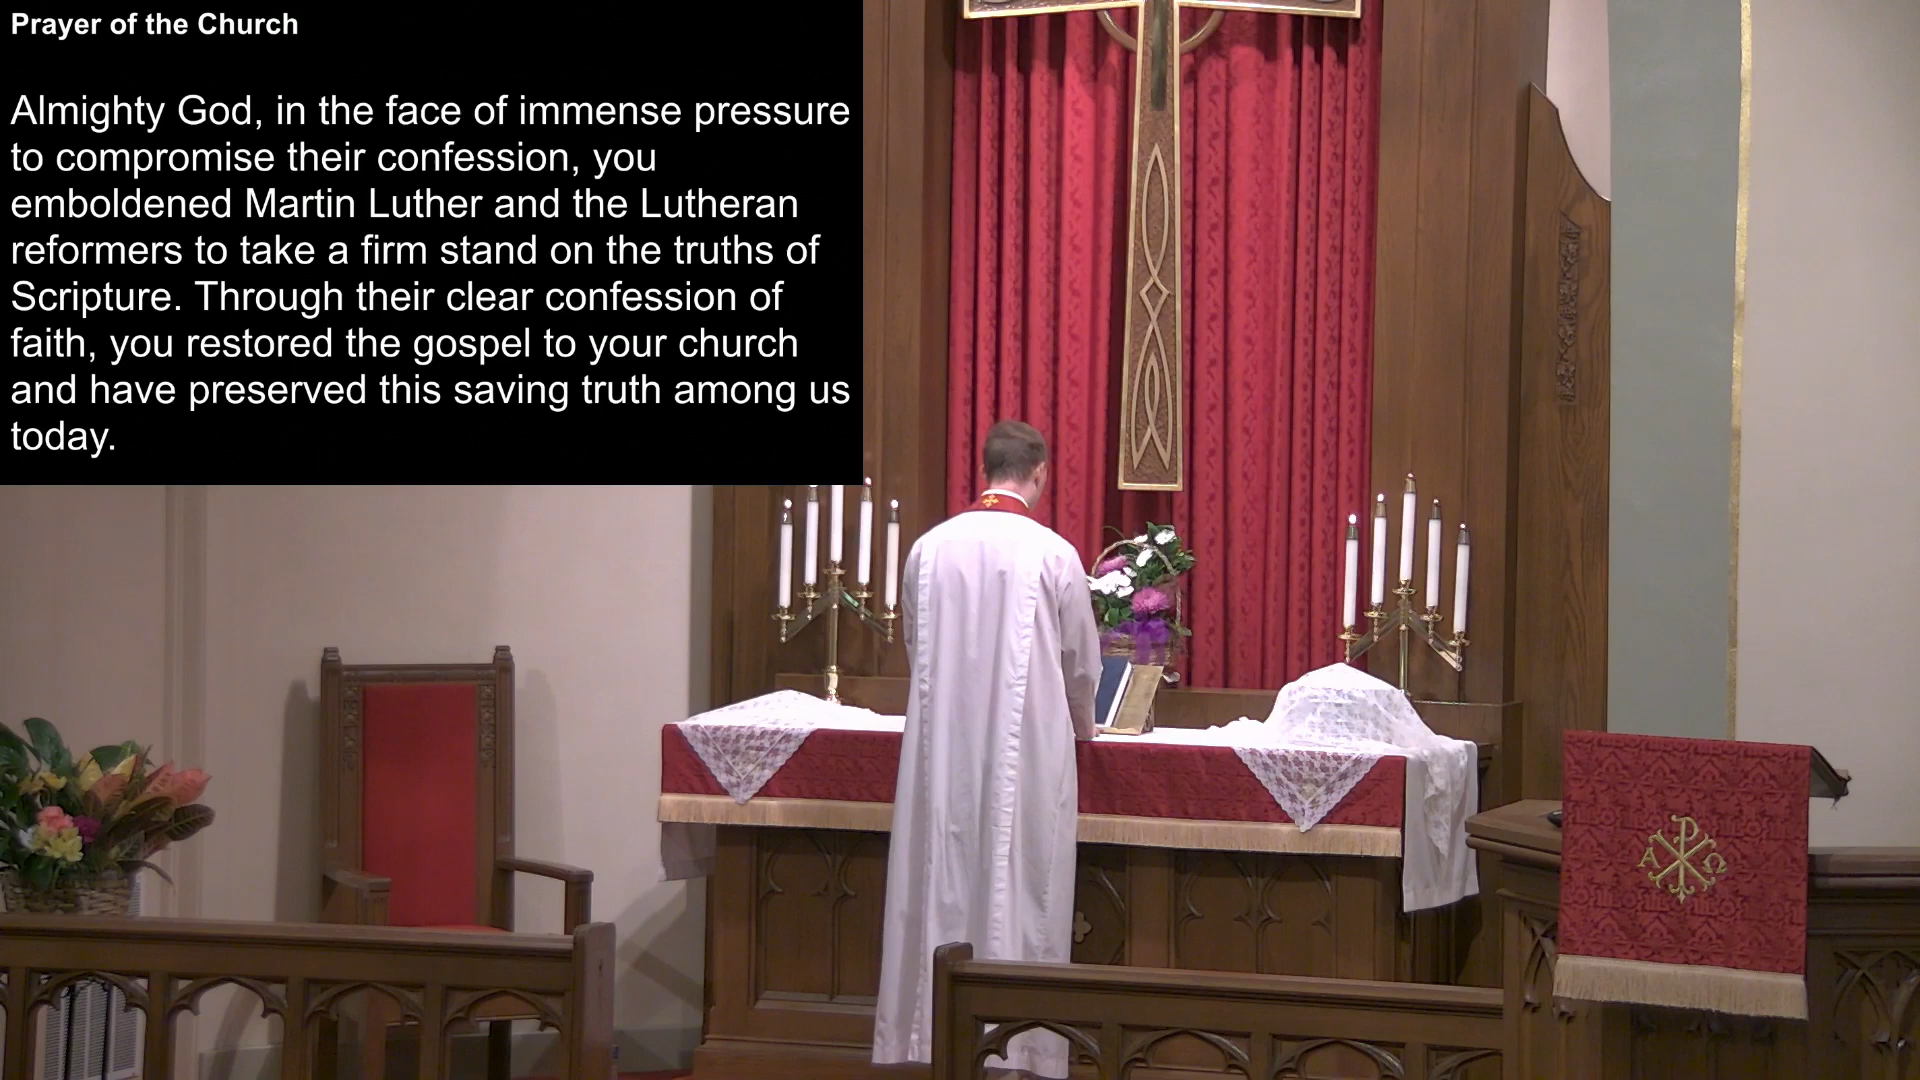 Prayer of the Church
Almighty God, in the face of immense pressure
to compromise their confession, you
emboldened Martin Luther and the Lutheran
reformers to take a firm stand on the truths of
Scripture. Through their clear confession of
faith, you restored the gospel to your church
and have preserved this saving truth among us
today.
Α Ω